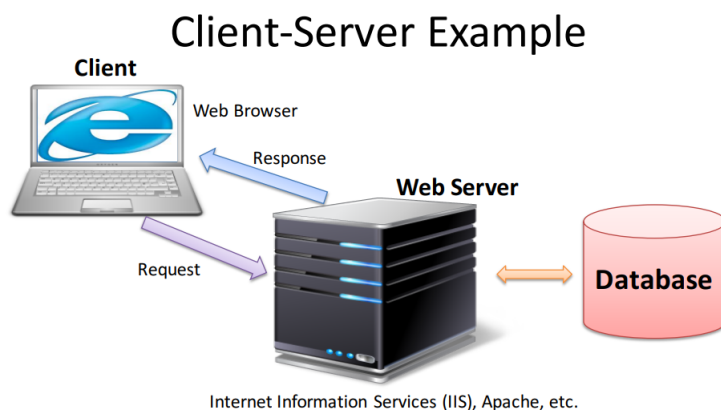 Client-Server Example
Client
Web Browser
Response
Web Server
Request
Database
Internet Information Services (IIS), Apache, etc.